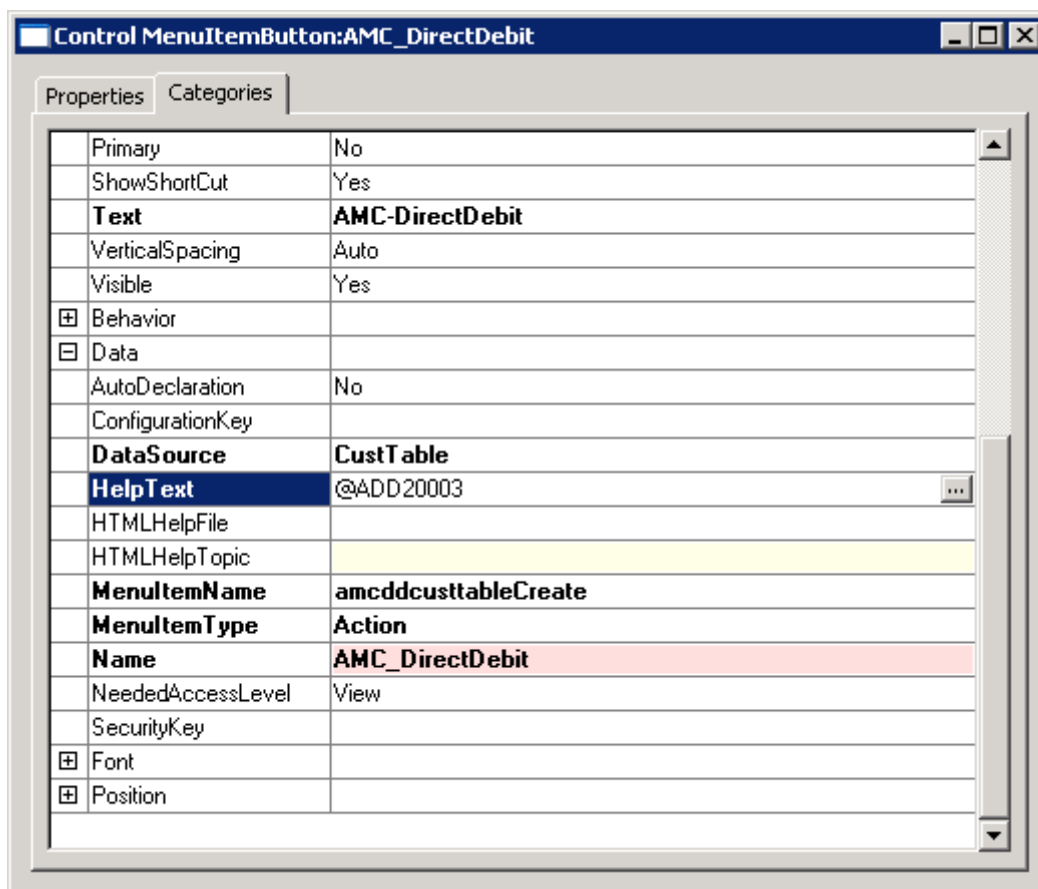 Control MenuItemButton:AMC_DirectDebit
Properties Categories
Primary No
ShowShortCut Yes
Text AMC-DirectDebit
VerticalSpacing Auto
Visible Yes
Behavior
Data
AutoDeclaration No
ConfigurationKey
DataSource CustTable
HelpText @ADD20003 ...
HTMLHelpFile
HTMLHelpTopic
MenuItemName amcddcusttableCreate
MenuItemType Action
Name AMC_DirectDebit
NeededAccessLevel View
SecurityKey
Font
Position